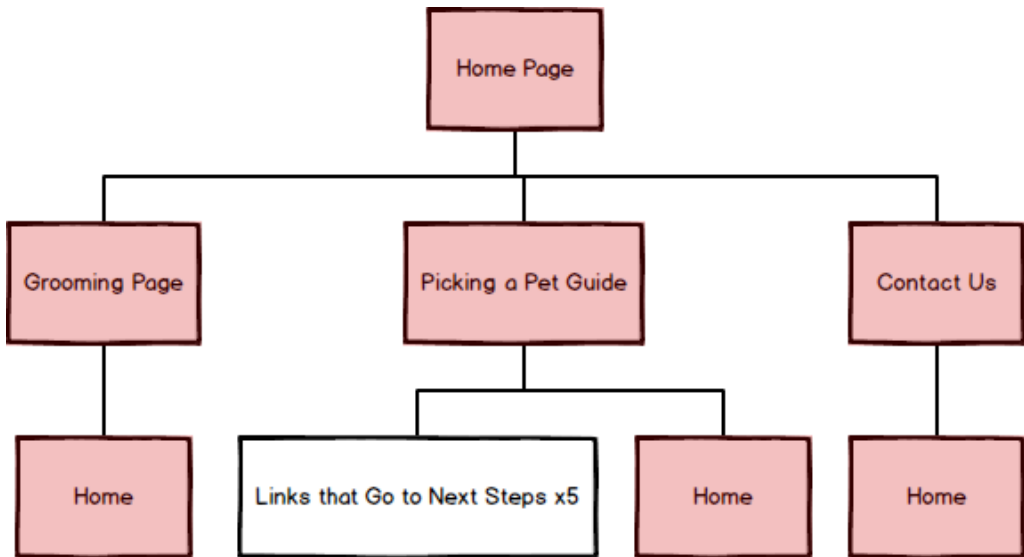 Home Page
Grooming Page
Picking a Pet Guide
Contact Us
Home
Links that Go to Next Steps x5
Home
Home